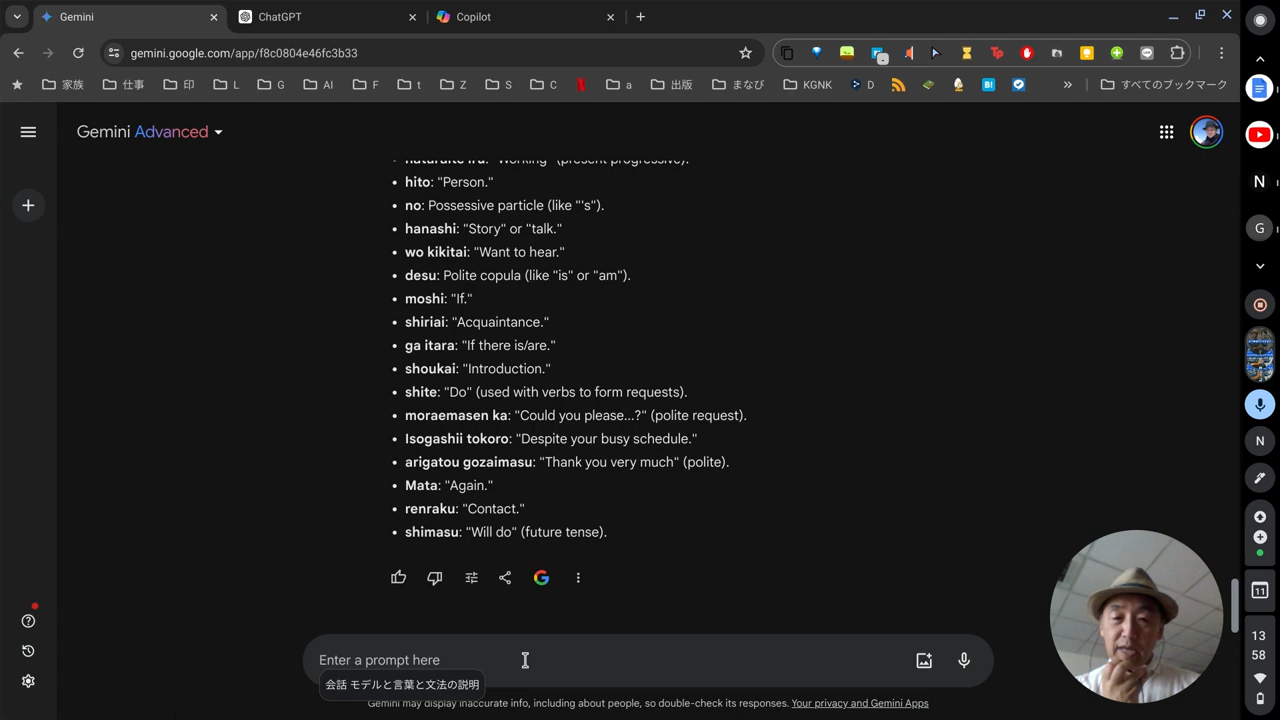 Gemini
ChatGPT
Copilot
gemini.google.com/app/f8c0804e46fc3b33
家族
仕事
印
L
G
AI
F
t
Z
S
C
a
出版
まなび
KGNK
D
B!
»
すべてのブックマーク
Gemini Advanced
hataraite iru: "Working" (present progressive).
• hito: "Person."
• no: Possessive particle (like "'s").
• hanashi: "Story" or "talk."
• wo kikitai: "Want to hear."
• desu: Polite copula (like "is" or "am").
• moshi: "If."
• shiriai: "Acquaintance."
• ga itara: "If there is/are."
• shoukai: "Introduction."
• shite: "Do" (used with verbs to form requests).
• moraemasen ka: "Could you please...?" (polite request).
• Isogashii tokoro: "Despite your busy schedule."
• arigatou gozaimasu: "Thank you very much" (polite).
• Mata: "Again."
• renraku: "Contact."
• shimasu: "Will do" (future tense).
Enter a prompt here
会話 モデルと言葉と文法の説明
Gemini may display inaccurate info, including about people, so double-check its responses. Your privacy and Gemini Apps
N
G
N
11
13
58